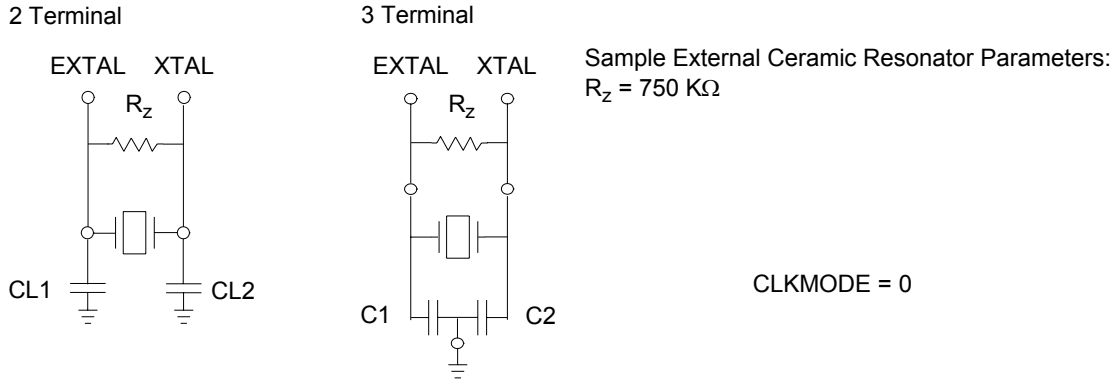 2 Terminal
3 Terminal
EXTAL XTAL
EXTAL XTAL
Sample External Ceramic Resonator Parameters:
Rz = 750 KΩ
Rz
Rz
CL1
CL2
CLKMODE = 0
C1
C2